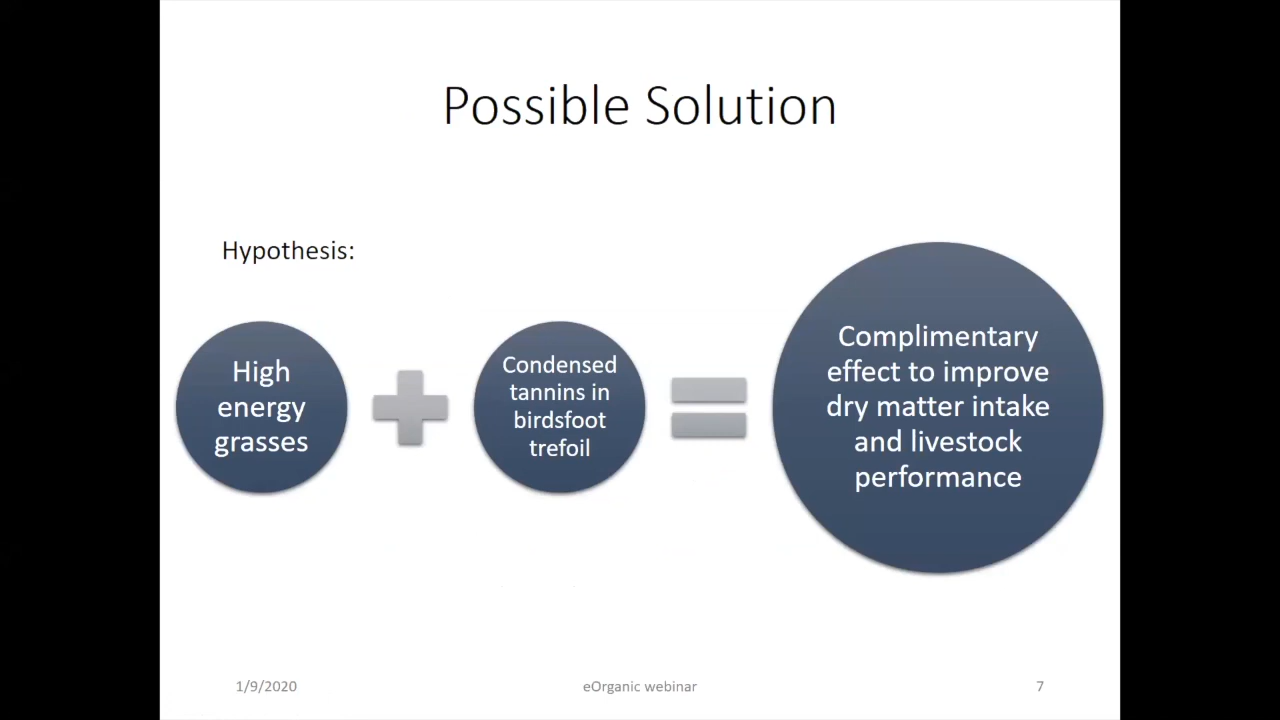 Possible Solution
Hypothesis:
High
energy
grasses
Condensed
tannins in
birdsfoot
trefoil
Complimentary
effect to improve
dry matter intake
and livestock
performance
1/9/2020
eOrganic webinar
7